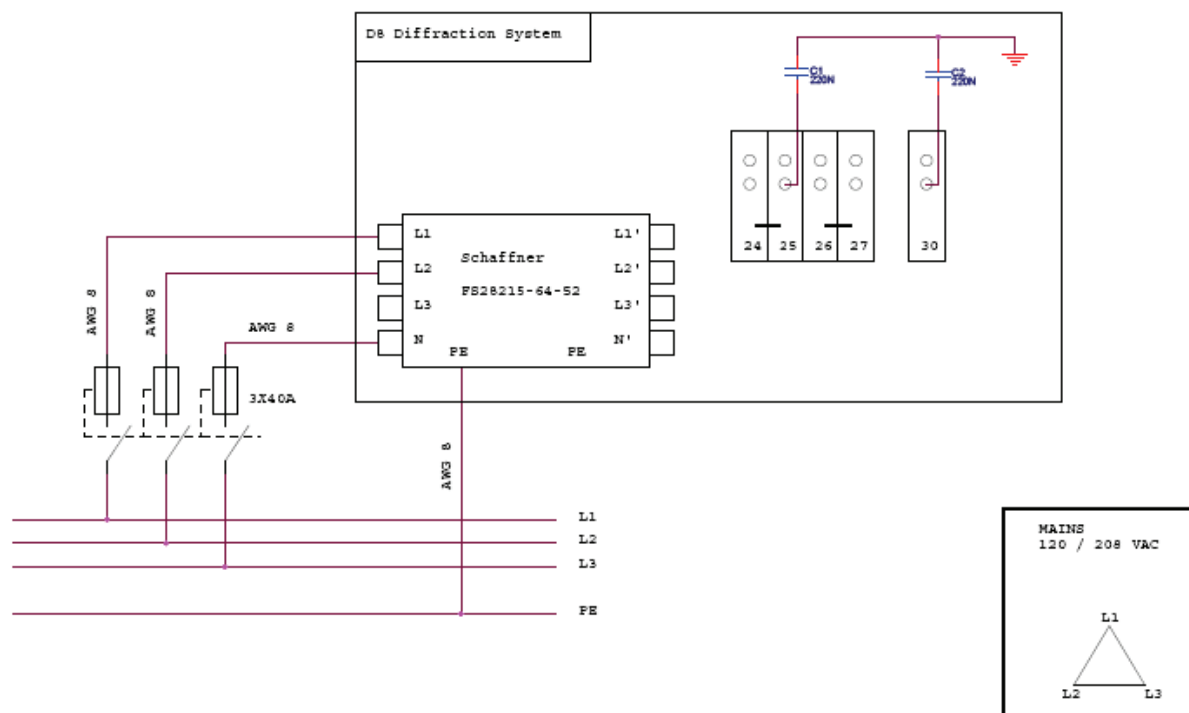 D8 Diffraction System
C1
220N
C2
220N
24 25 26 27 30
L1 L1'
Schaffner
L2 L2'
FS28215-64-52
L3 L3'
N N'
PE PE
AWG 8
AWG 8
AWG 8
3X40A
AWG 8
L1
L2
L3
PE
MAINS
120 / 208 VAC
L1
L2 L3